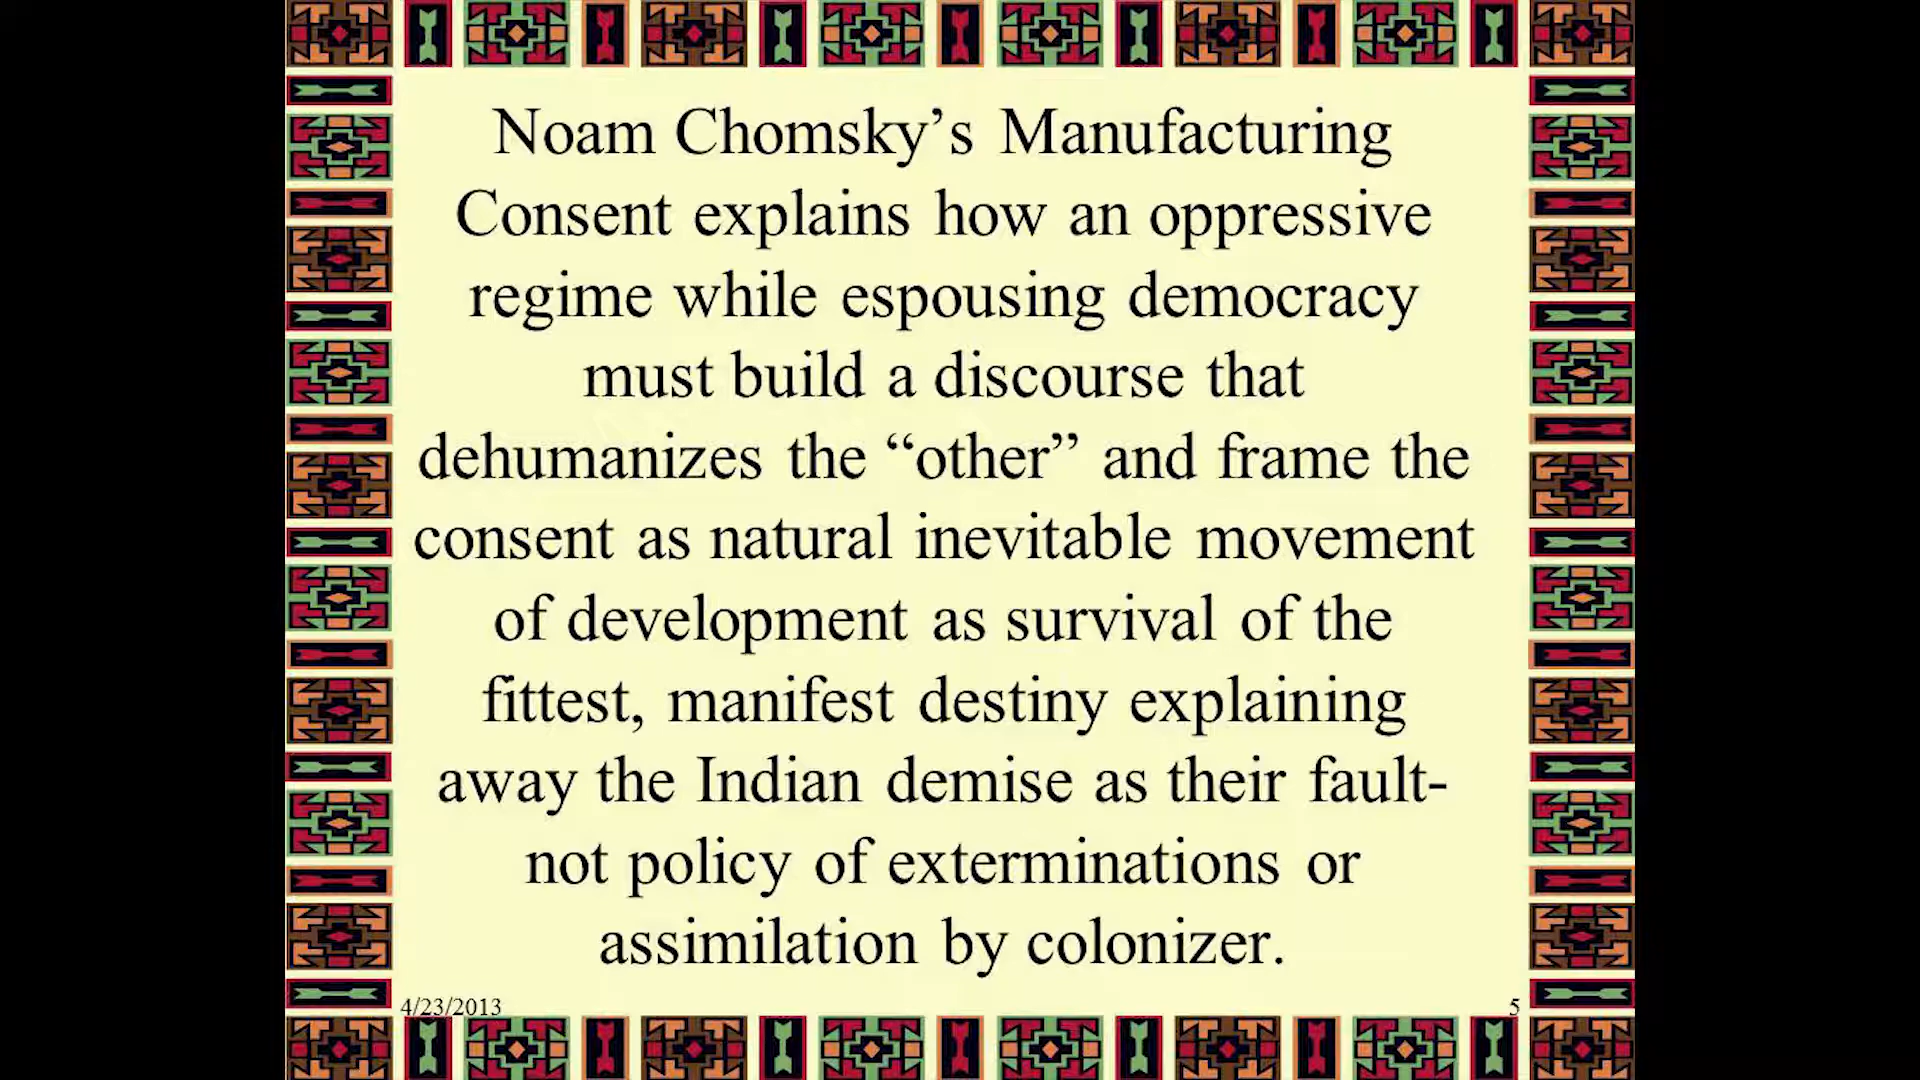 Noam Chomsky’s Manufacturing
Consent explains how an oppressive
regime while espousing democracy
must build a discourse that
dehumanizes the “other” and frame the
consent as natural inevitable movement
of development as survival of the
fittest, manifest destiny explaining
away the Indian demise as their fault-
not policy of exterminations or
assimilation by colonizer.
4/23/2013
5